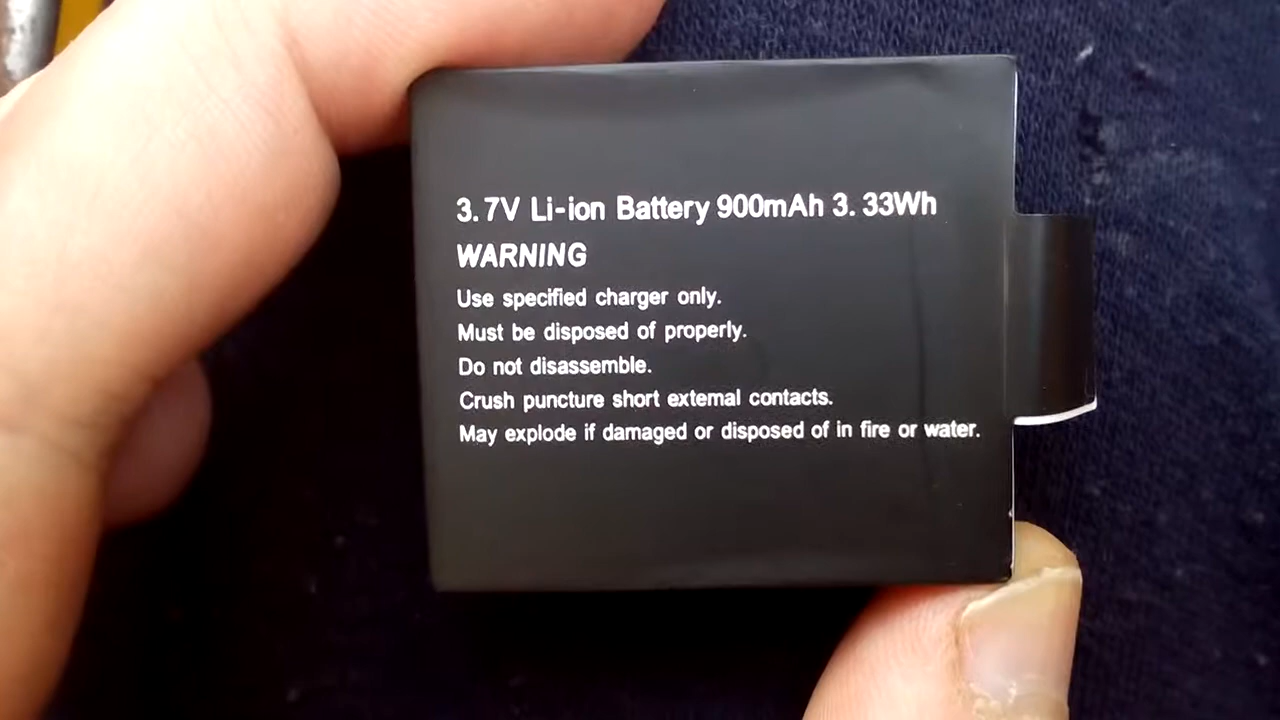 3.7V Li-ion Battery 900mAh 3.33Wh
WARNING
Use specified charger only.
Must be disposed of properly.
Do not disassemble.
Crush puncture short external contacts.
May explode if damaged or disposed of in fire or water.